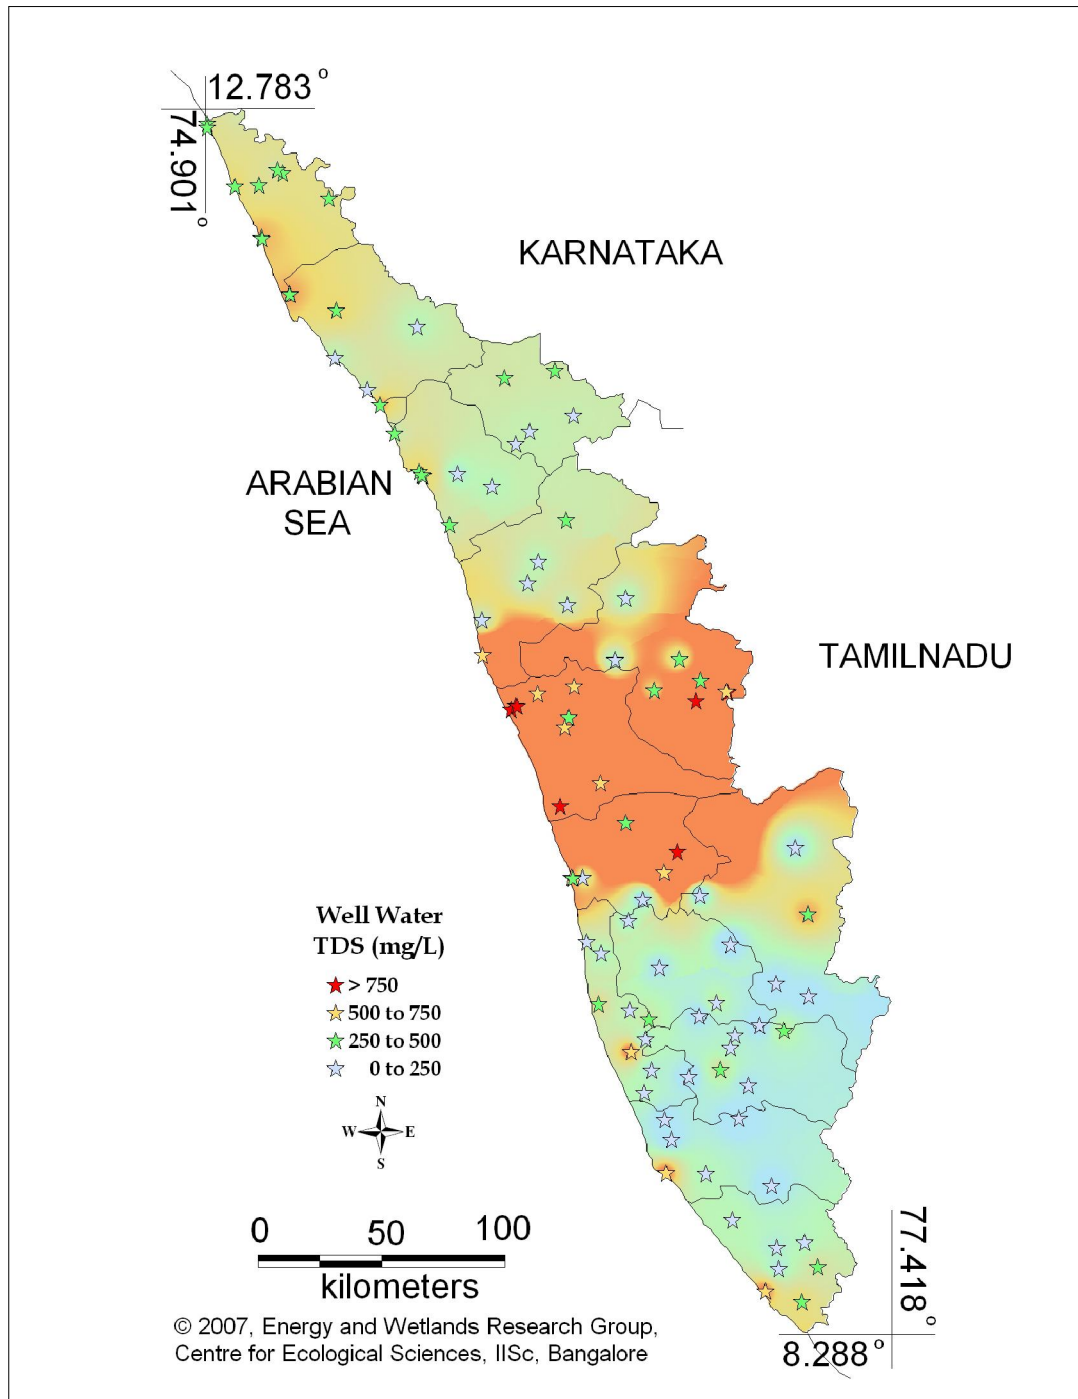 12.783 °
74.901 °
KARNATAKA
ARABIAN
SEA
TAMILNADU
Well Water
TDS (mg/L)
> 750
500 to 750
250 to 500
0 to 250
N
W E
S
0 50 100
kilometers
77.418 °
8.288 °
© 2007, Energy and Wetlands Research Group,
Centre for Ecological Sciences, IISc, Bangalore